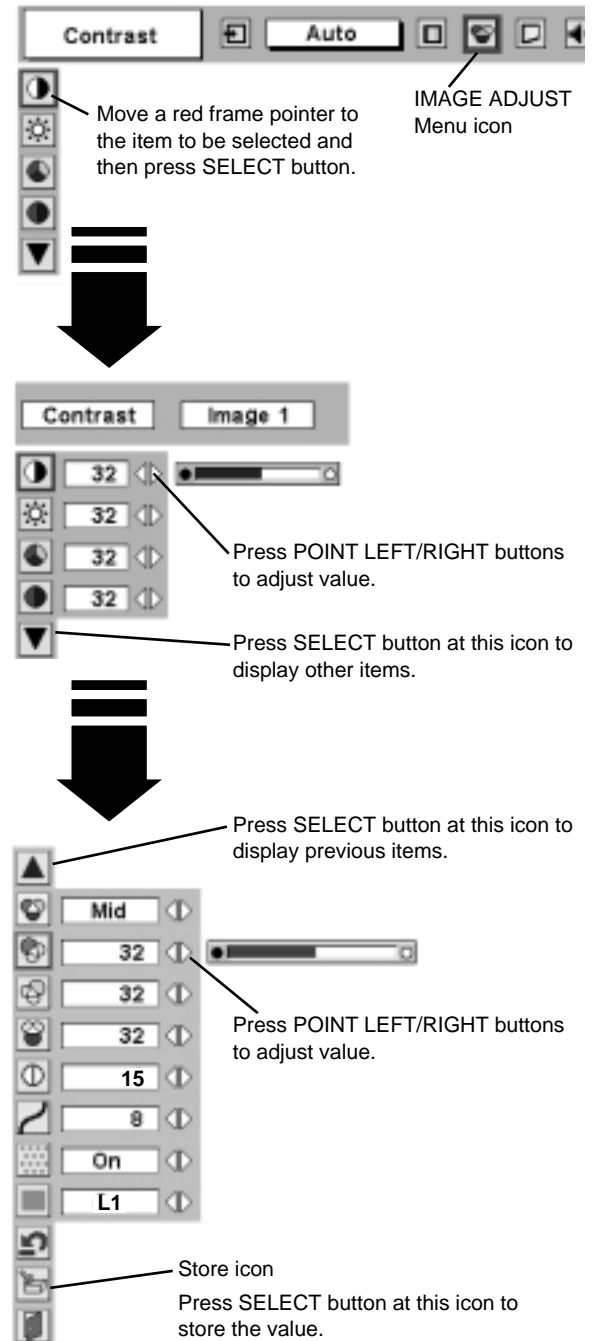 Contrast
Auto
Move a red frame pointer to
the item to be selected and
then press SELECT button.
IMAGE ADJUST
Menu icon
Contrast
Image 1
32
32
32
32
Press POINT LEFT/RIGHT buttons
to adjust value.
Press SELECT button at this icon to
display other items.
Press SELECT button at this icon to
display previous items.
Mid
32
32
32
15
8
On
L1
Press POINT LEFT/RIGHT buttons
to adjust value.
Store icon
Press SELECT button at this icon to
store the value.